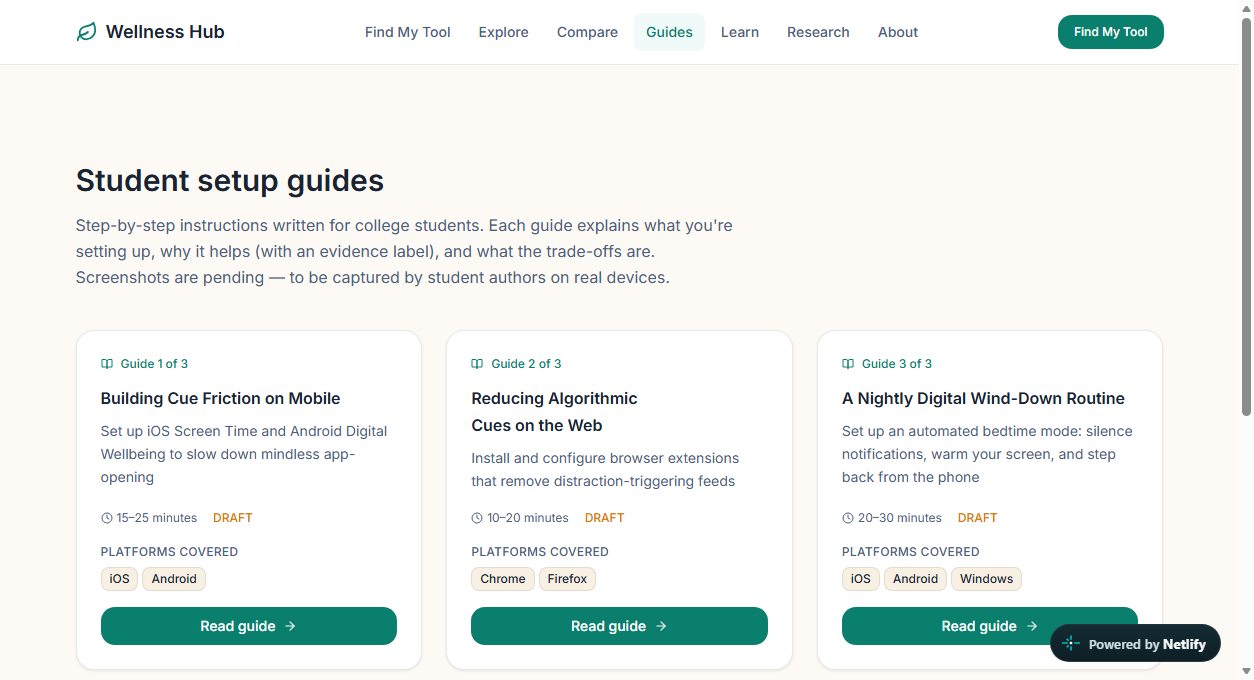 Wellness Hub
Find My Tool
Explore
Compare
Guides
Learn
Research
About
Find My Tool
Student setup guides
Step-by-step instructions written for college students. Each guide explains what you're
setting up, why it helps (with an evidence label), and what the trade-offs are.
Screenshots are pending — to be captured by student authors on real devices.
Guide 1 of 3
Building Cue Friction on Mobile
Set up iOS Screen Time and Android Digital
Wellbeing to slow down mindless app-
opening
15–25 minutes DRAFT
PLATFORMS COVERED
iOS Android
Read guide →
Guide 2 of 3
Reducing Algorithmic
Cues on the Web
Install and configure browser extensions
that remove distraction-triggering feeds
10–20 minutes DRAFT
PLATFORMS COVERED
Chrome Firefox
Read guide →
Guide 3 of 3
A Nightly Digital Wind-Down Routine
Set up an automated bedtime mode: silence
notifications, warm your screen, and step
back from the phone
20–30 minutes DRAFT
PLATFORMS COVERED
iOS Android Windows
Read guide →
Powered by Netlify